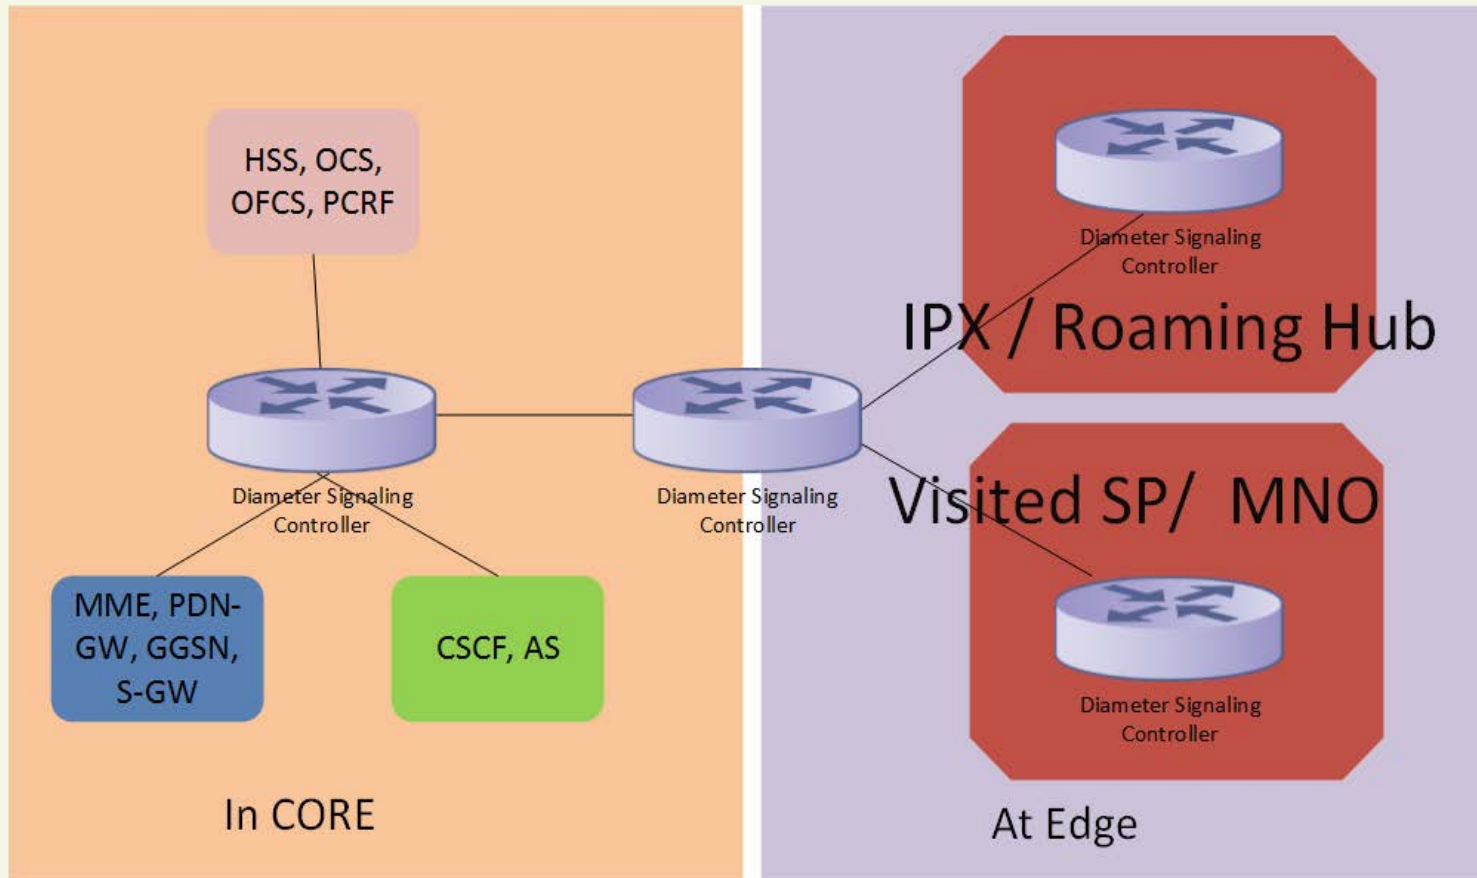 HSS, OCS,
OFCS, PCRF
Diameter Signaling
Controller
MME, PDN-
GW, GGSN,
S-GW
CSCF, AS
In CORE
Diameter Signaling
Controller
Diameter Signaling
Controller
IPX / Roaming Hub
Visited SP/ MNO
Diameter Signaling
Controller
At Edge